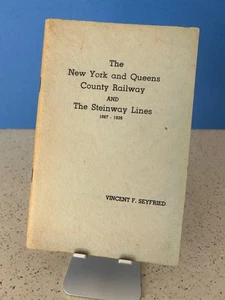 The
New York and Queens
County Railway
AND
The Steinway Lines
1867 - 1939
VINCENT F. SEYFRIED